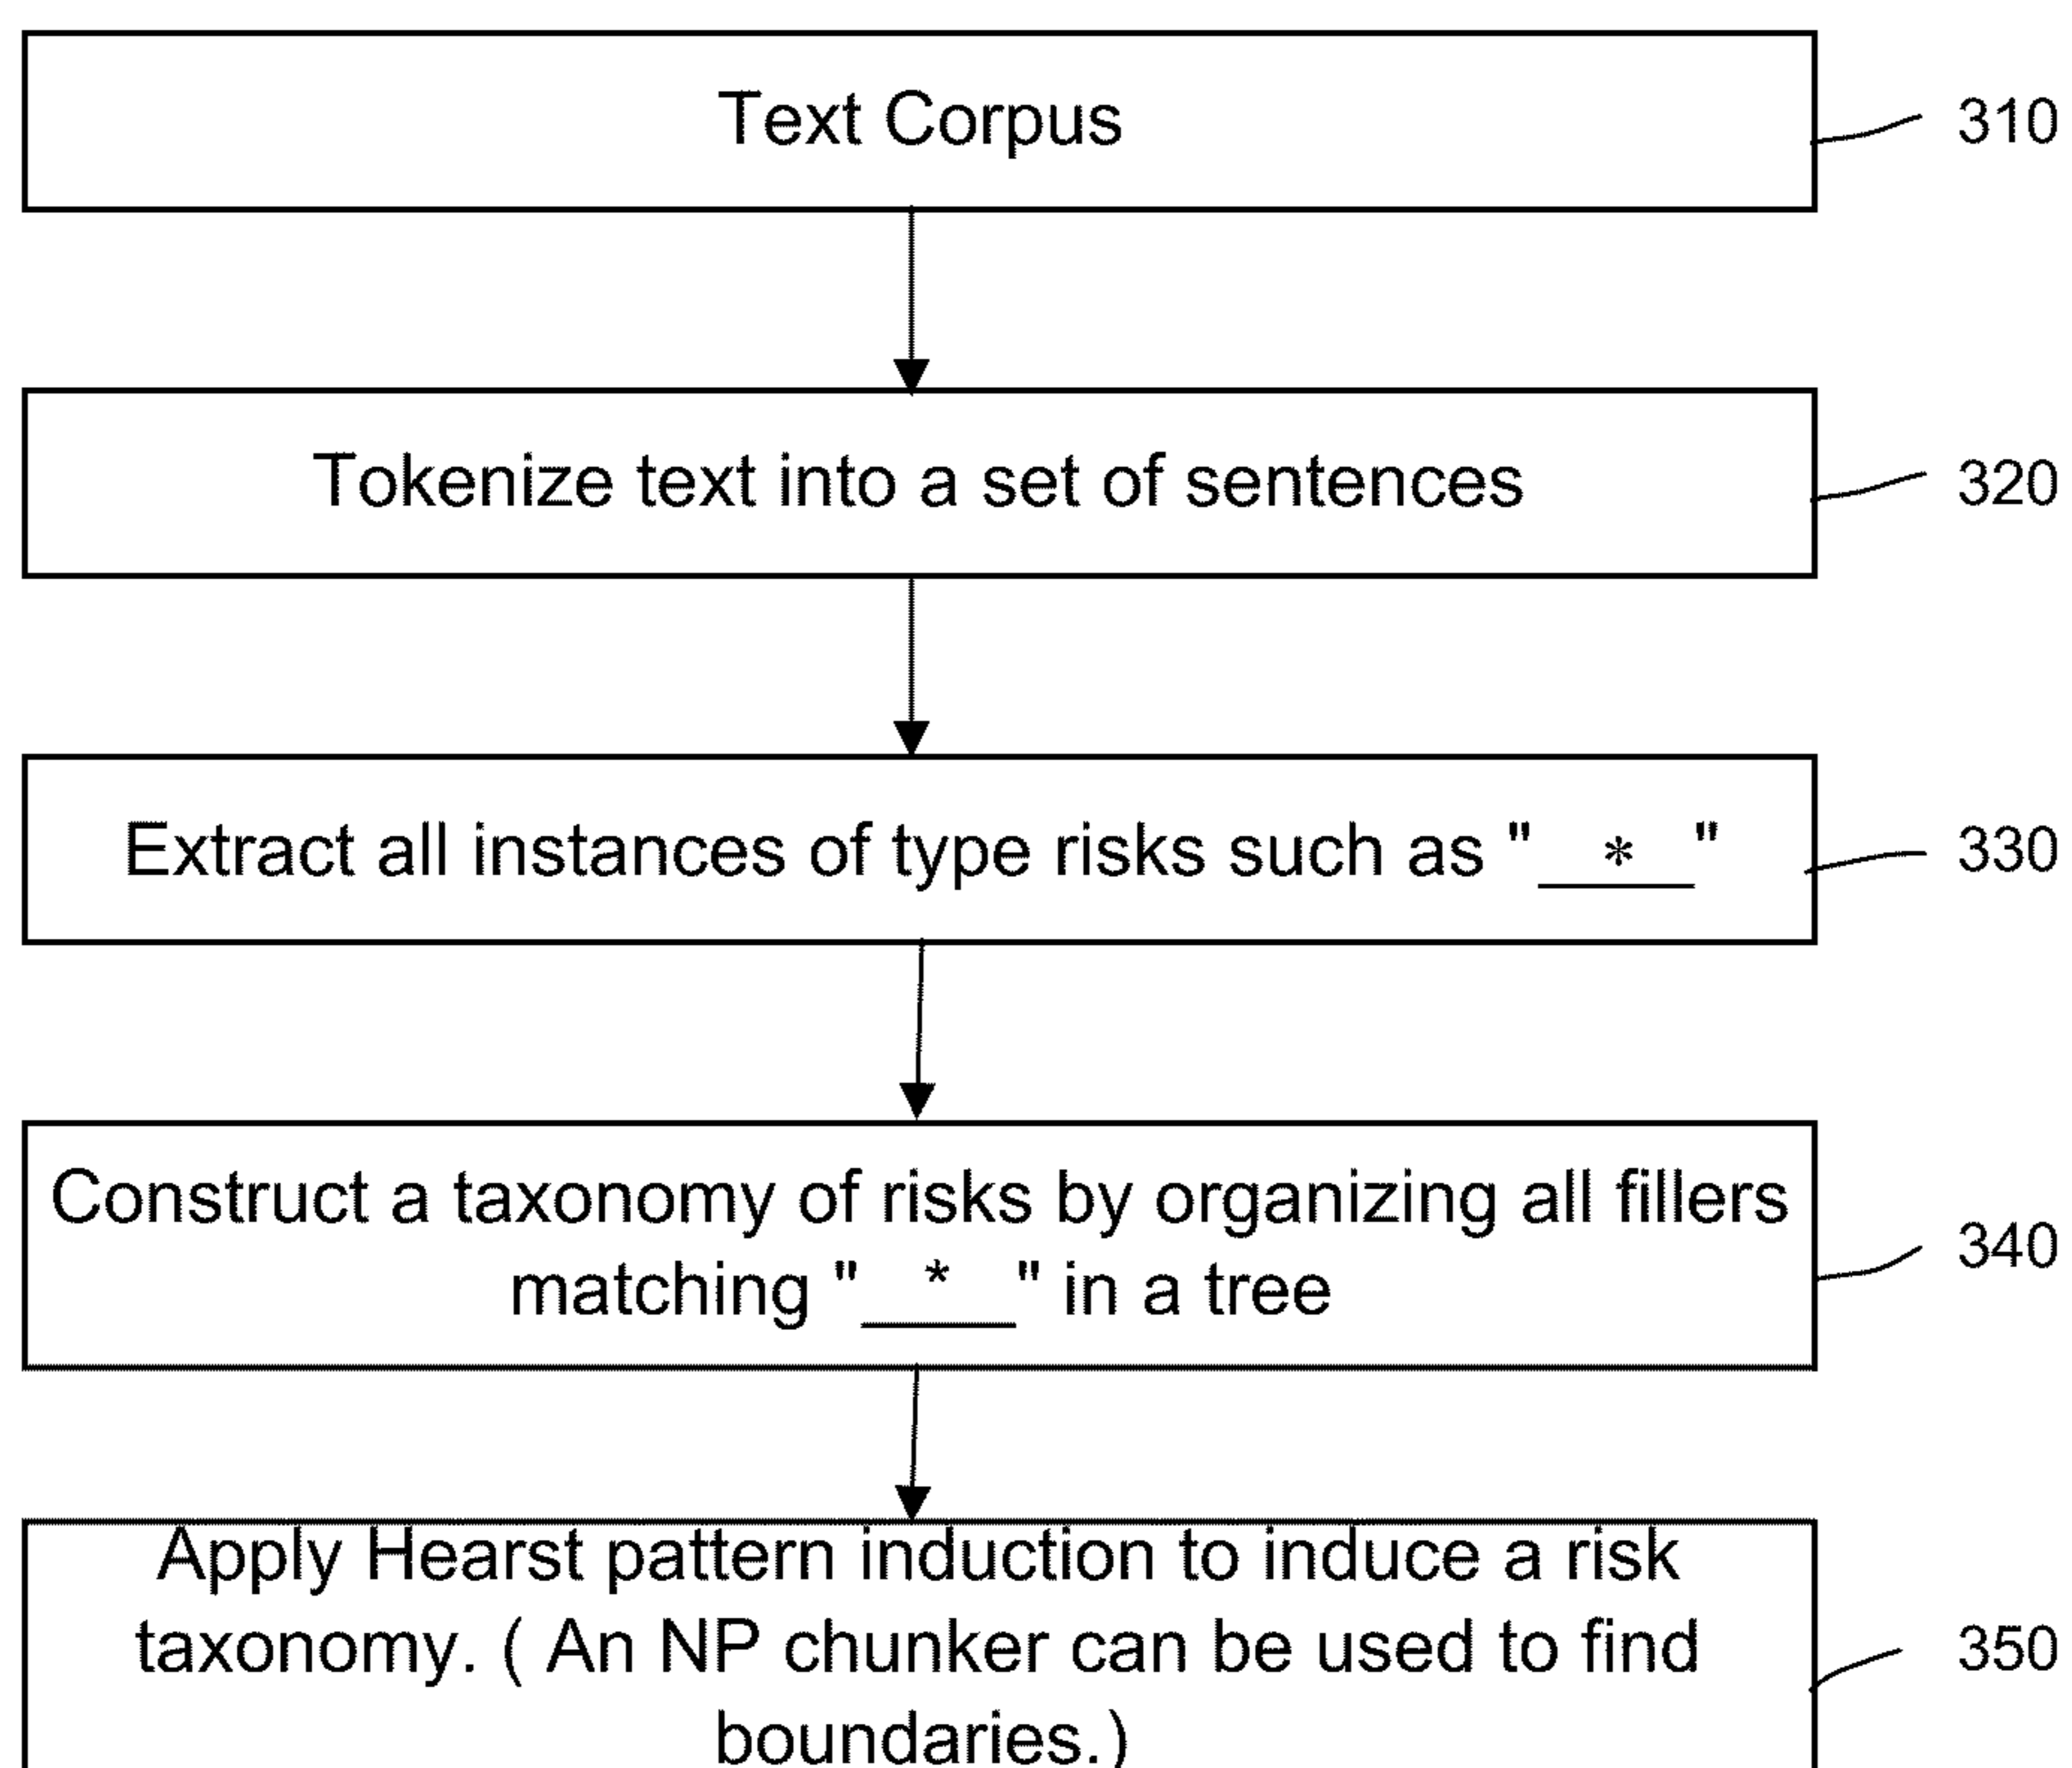 Text Corpus
310
Tokenize text into a set of sentences
320
Extract all instances of type risks such as "__*__"
330
Construct a taxonomy of risks by organizing all fillers
matching "__*__" in a tree
340
Apply Hearst pattern induction to induce a risk
taxonomy. ( An NP chunker can be used to find
boundaries.)
350